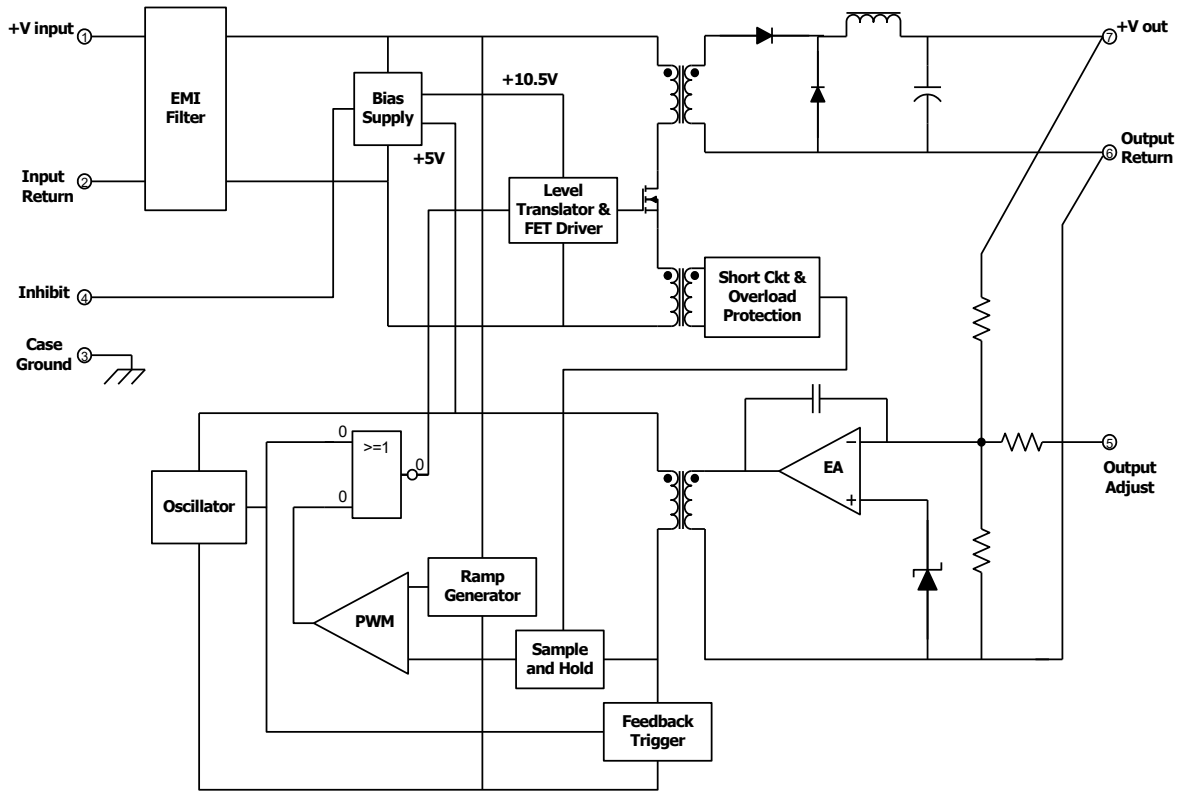 +V input
1
EMI
Filter
Bias
Supply
+10.5V
+5V
7
+V out
Input
Return
2
6
Output
Return
Level
Translator &
FET Driver
Inhibit
4
Short Ckt &
Overload
Protection
Case
Ground
3
0
>=1
0
0
Oscillator
EA
5
Output
Adjust
Ramp
Generator
PWM
Sample
and Hold
Feedback
Trigger